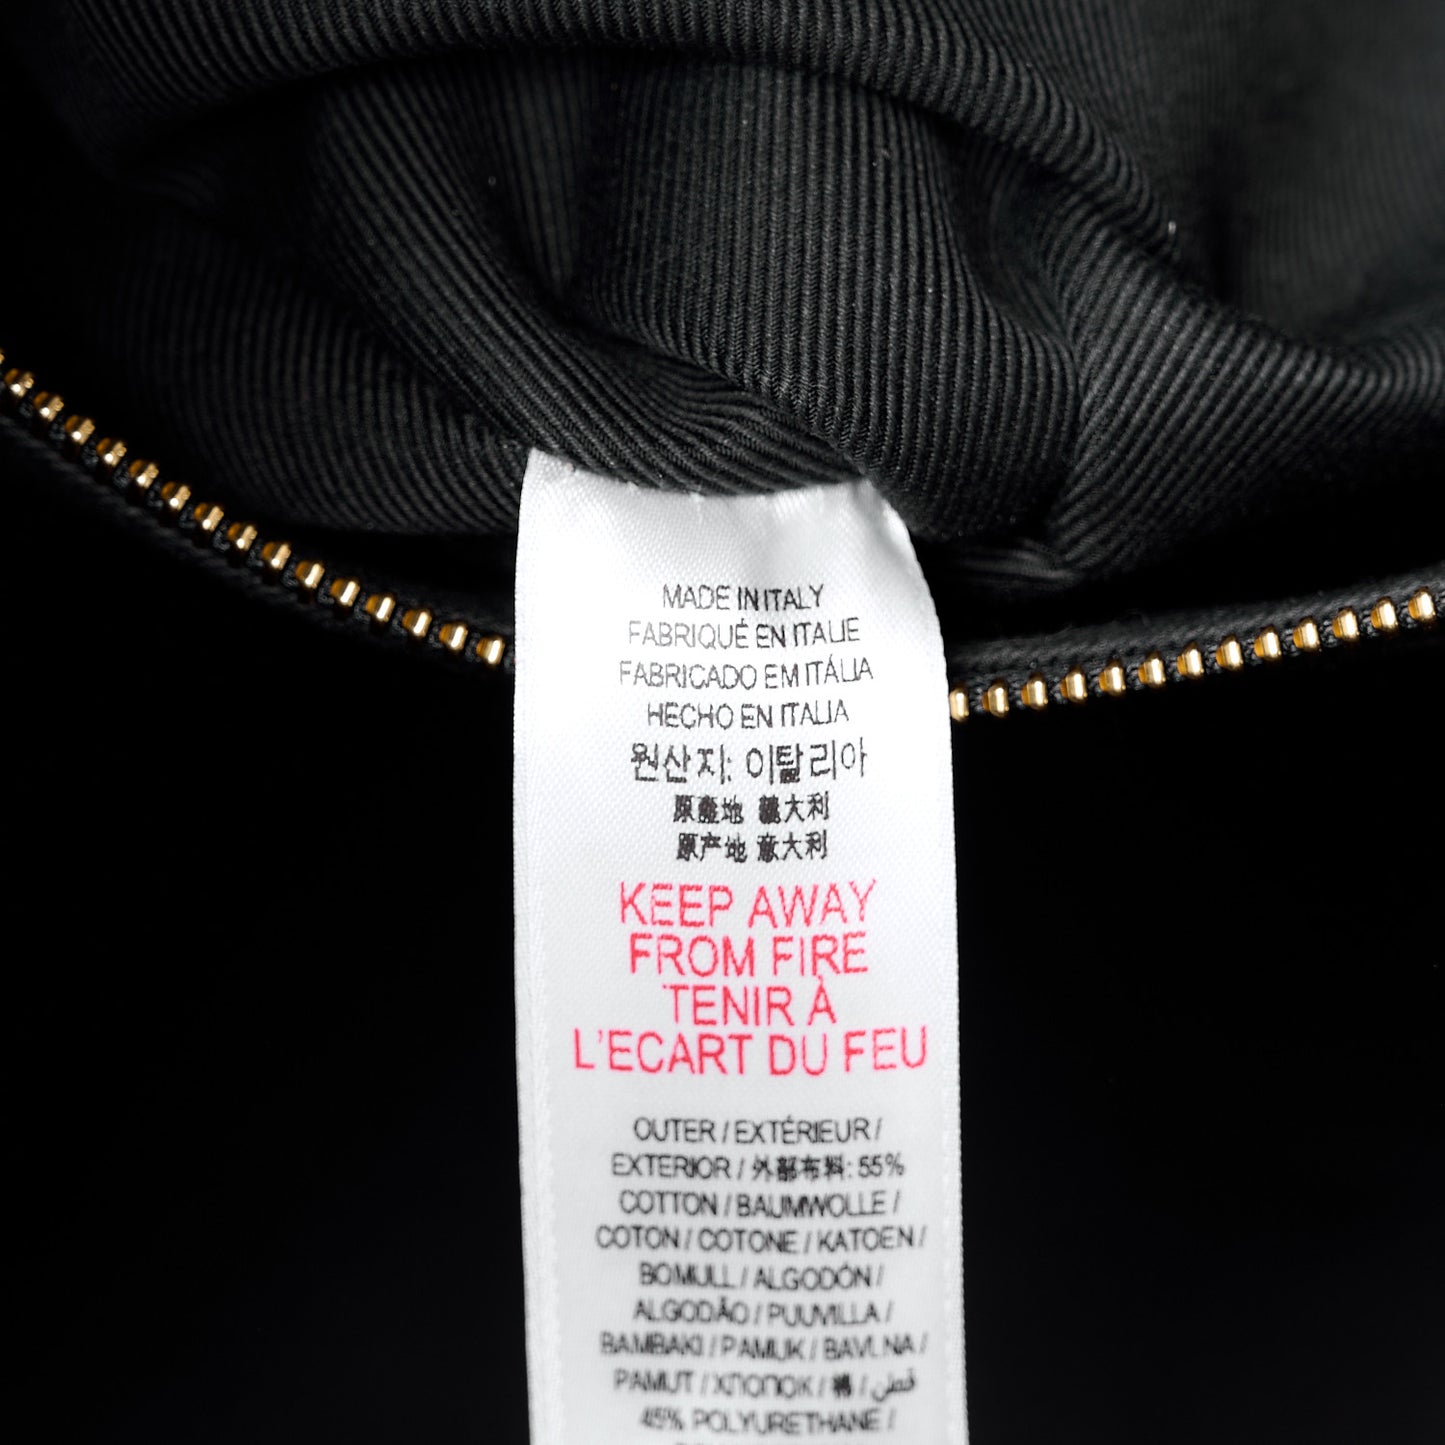 MADE IN ITALY
FABRIQUÉ EN ITALIE
FABRICADO EM ITÁLIA
HECHO EN ITALIA
원산지: 이탈리아
原產地 義大利
原产地 意大利
KEEP AWAY
FROM FIRE
TENIR À
L'ECART DU FEU
OUTER / EXTÉRIEUR /
EXTERIOR / 外部布料: 55%
COTTON / BAUMWOLLE /
COTON / COTONE / KATOEN /
BOMULL / ALGODÓN /
ALGODÃO / PUUVILLA /
BAMBAKI / PAMUK / BAVLNA /
PAMUT / ХЛОПОК / 棉 / قطن /
45% POLYURETHANE /